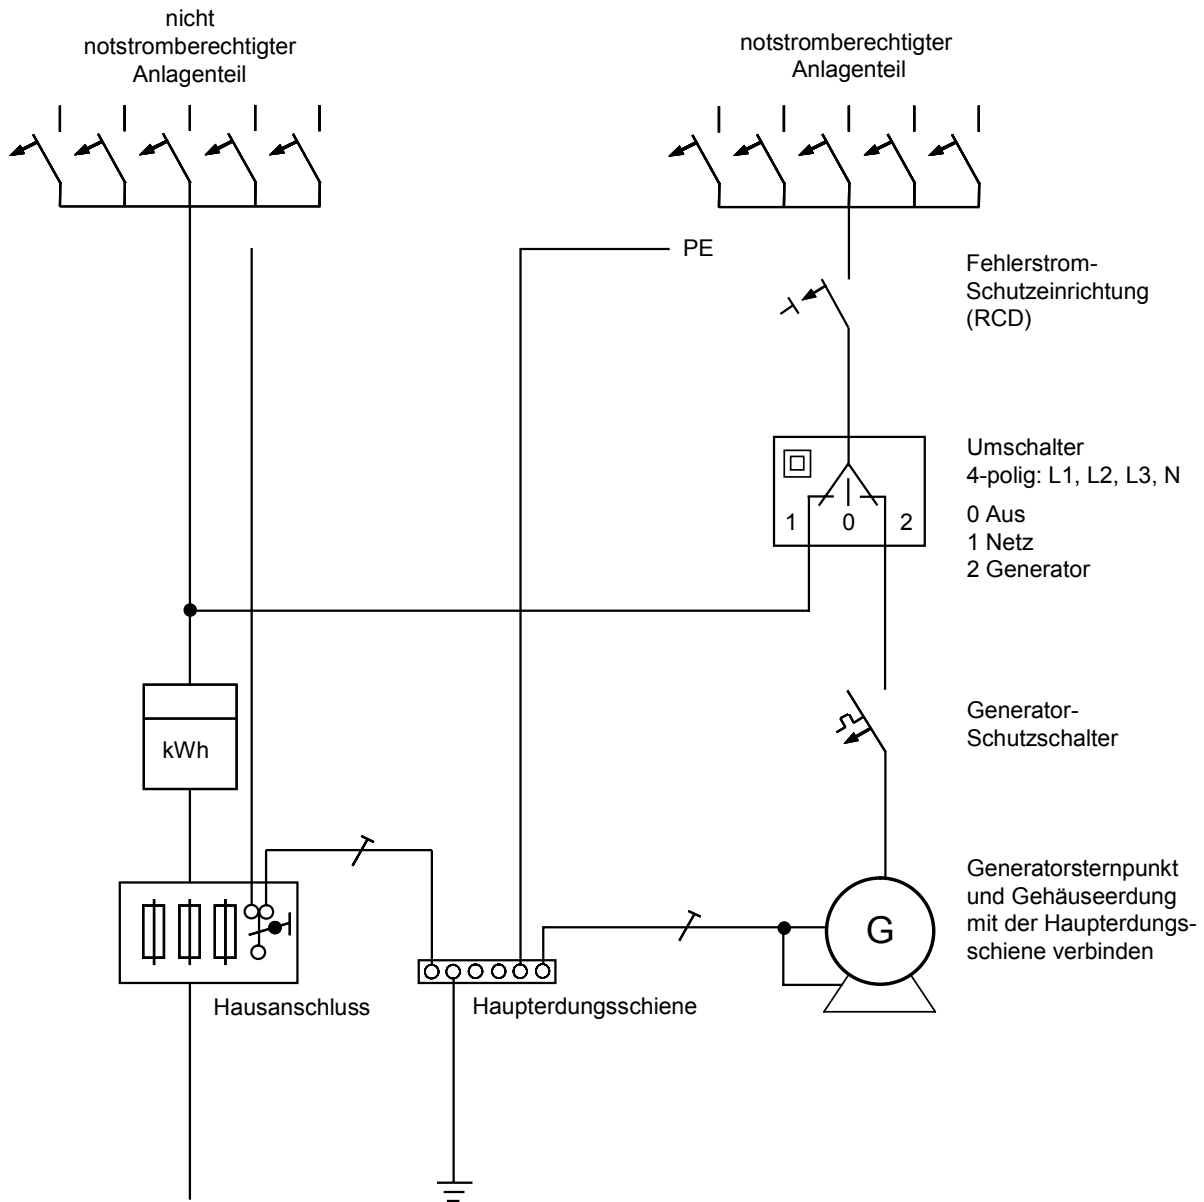 nicht
notstromberechtigter
Anlagenteil
notstromberechtigter
Anlagenteil
PE
Fehlerstrom-
Schutzeinrichtung
(RCD)
Umschalter
4-polig: L1, L2, L3, N
0 Aus
1 Netz
2 Generator
1 0 2
kWh
Generator-
Schutzschalter
Generatorsternpunkt
und Gehäuseerdung
mit der Haupterdungs-
schiene verbinden
G
Hausanschluss
Haupterdungsschiene